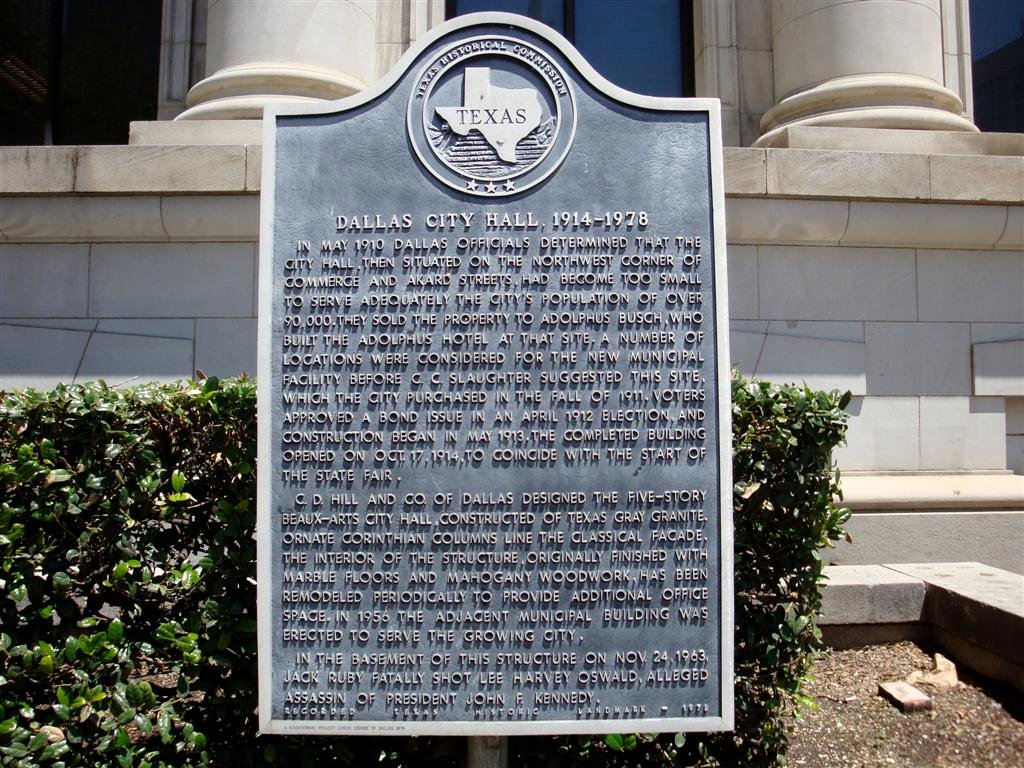 TEXAS HISTORICAL COMMISSION
TEXAS
DALLAS CITY HALL, 1914-1978
IN MAY 1910 DALLAS OFFICIALS DETERMINED THAT THE
CITY HALL, THEN SITUATED ON THE NORTHWEST CORNER OF
COMMERCE AND AKARD STREETS, HAD BECOME TOO SMALL
TO SERVE ADEQUATELY THE CITY'S POPULATION OF OVER
90,000. THEY SOLD THE PROPERTY TO ADOLPHUS BUSCH, WHO
BUILT THE ADOLPHUS HOTEL AT THAT SITE. A NUMBER OF
LOCATIONS WERE CONSIDERED FOR THE NEW MUNICIPAL
FACILITY BEFORE C. C. SLAUGHTER SUGGESTED THIS SITE,
WHICH THE CITY PURCHASED IN THE FALL OF 1911. VOTERS
APPROVED A BOND ISSUE IN AN APRIL 1912 ELECTION, AND
CONSTRUCTION BEGAN IN MAY 1913. THE COMPLETED BUILDING
OPENED ON OCT. 17, 1914, TO COINCIDE WITH THE START OF
THE STATE FAIR.
C. D. HILL AND CO. OF DALLAS DESIGNED THE FIVE-STORY
BEAUX-ARTS CITY HALL, CONSTRUCTED OF TEXAS GRAY GRANITE.
ORNATE CORINTHIAN COLUMNS LINE THE CLASSICAL FACADE.
THE INTERIOR OF THE STRUCTURE, ORIGINALLY FINISHED WITH
MARBLE FLOORS AND MAHOGANY WOODWORK, HAS BEEN
REMODELED PERIODICALLY TO PROVIDE ADDITIONAL OFFICE
SPACE. IN 1956 THE ADJACENT MUNICIPAL BUILDING WAS
ERECTED TO SERVE THE GROWING CITY.
IN THE BASEMENT OF THIS STRUCTURE ON NOV. 24, 1963,
JACK RUBY FATALLY SHOT LEE HARVEY OSWALD, ALLEGED
ASSASSIN OF PRESIDENT JOHN F. KENNEDY.
RECORDED TEXAS HISTORIC LANDMARK - 1978
A BICENTENNIAL PROJECT JUNIOR LEAGUE OF DALLAS 1978